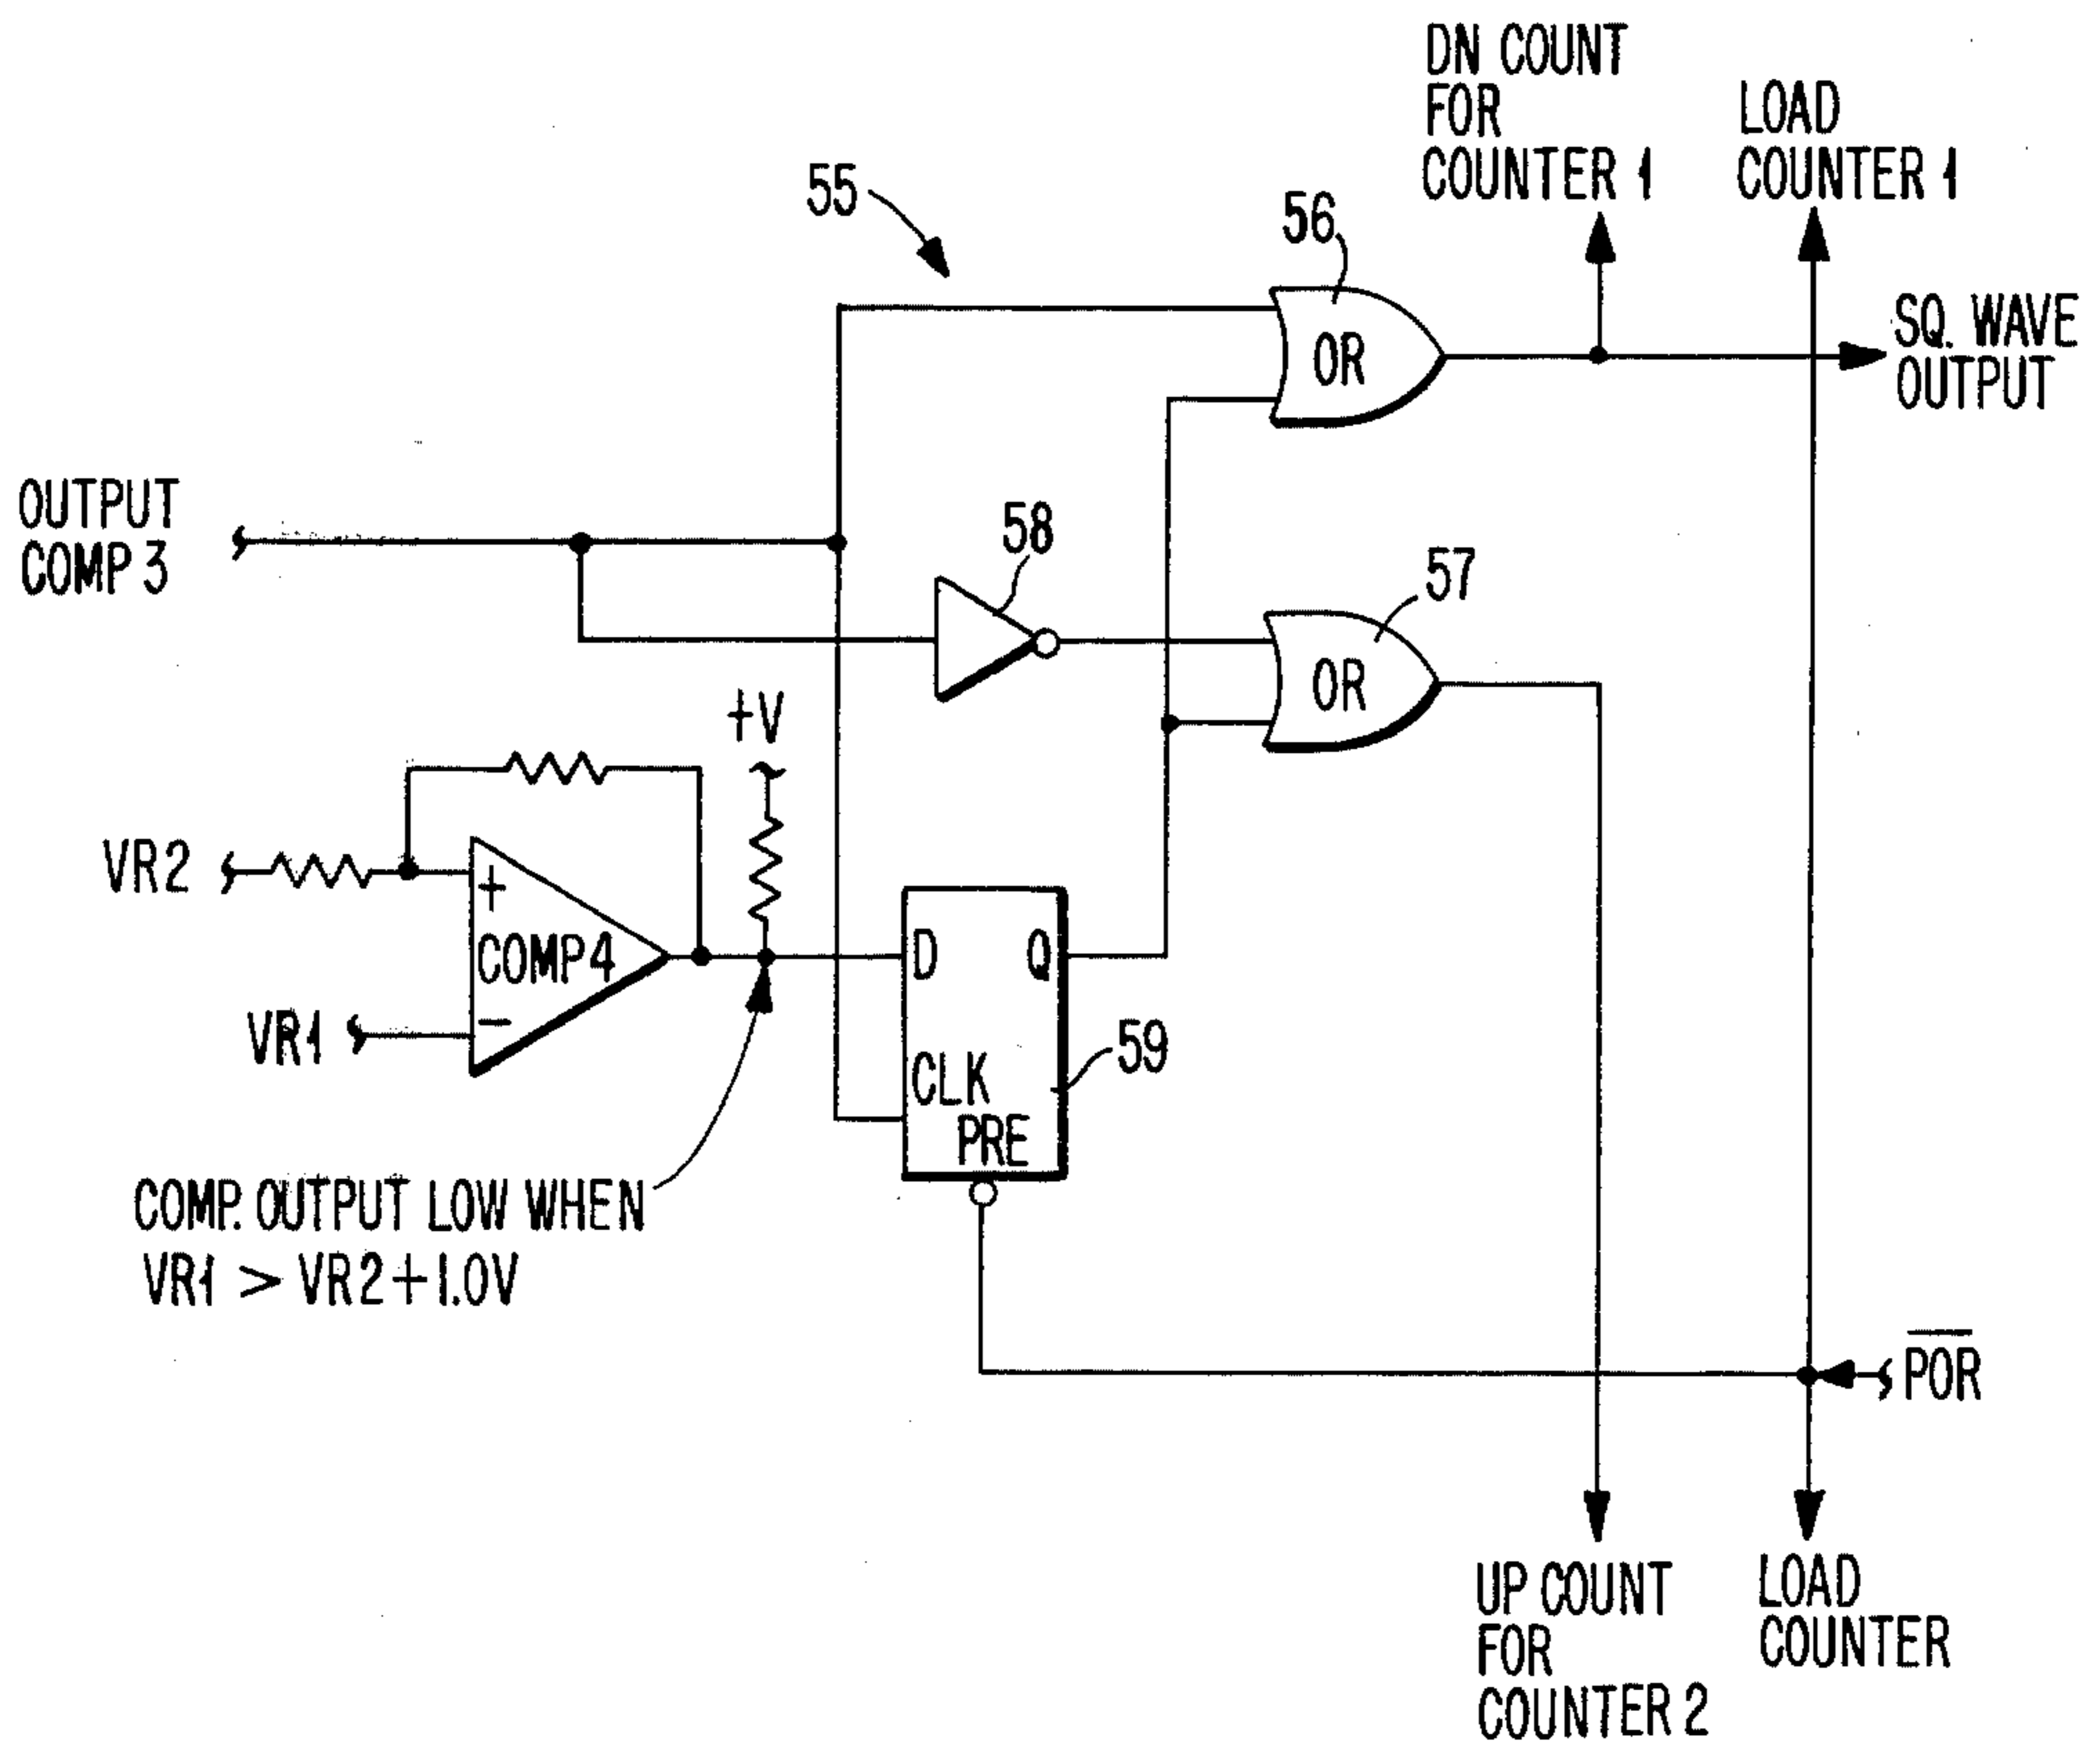 DN COUNT
FOR
COUNTER 1
LOAD
COUNTER 1
55
56
OR
SQ. WAVE
OUTPUT
OUTPUT
COMP 3
58
57
OR
+V
VR2
+
COMP4
-
VR1
D
Q
CLK
PRE
59
COMP. OUTPUT LOW WHEN
VR1 > VR2+1.0V
POR
UP COUNT
FOR
COUNTER 2
LOAD
COUNTER